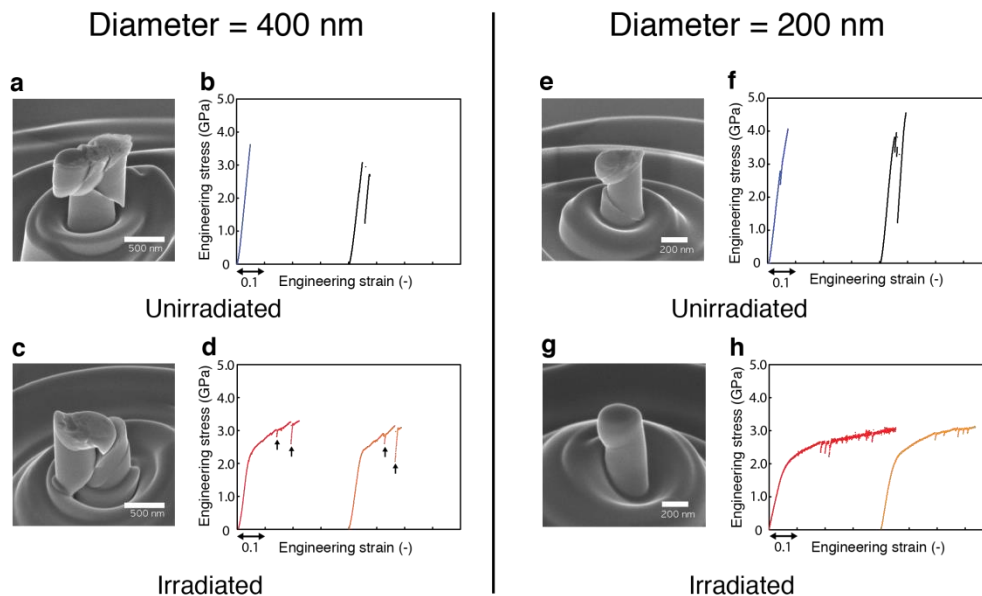 Diameter = 400 nm
Diameter = 200 nm
a
500 nm
b
Engineering stress (GPa)
5.0
4.0
3.0
2.0
1.0
0
0.1
Engineering strain (-)
Unirradiated
e
200 nm
f
Engineering stress (GPa)
5.0
4.0
3.0
2.0
1.0
0
0.1
Engineering strain (-)
Unirradiated
c
500 nm
d
Engineering stress (GPa)
5.0
4.0
3.0
2.0
1.0
0
0.1
Engineering strain (-)
Irradiated
g
200 nm
h
Engineering stress (GPa)
5.0
4.0
3.0
2.0
1.0
0
0.1
Engineering strain (-)
Irradiated